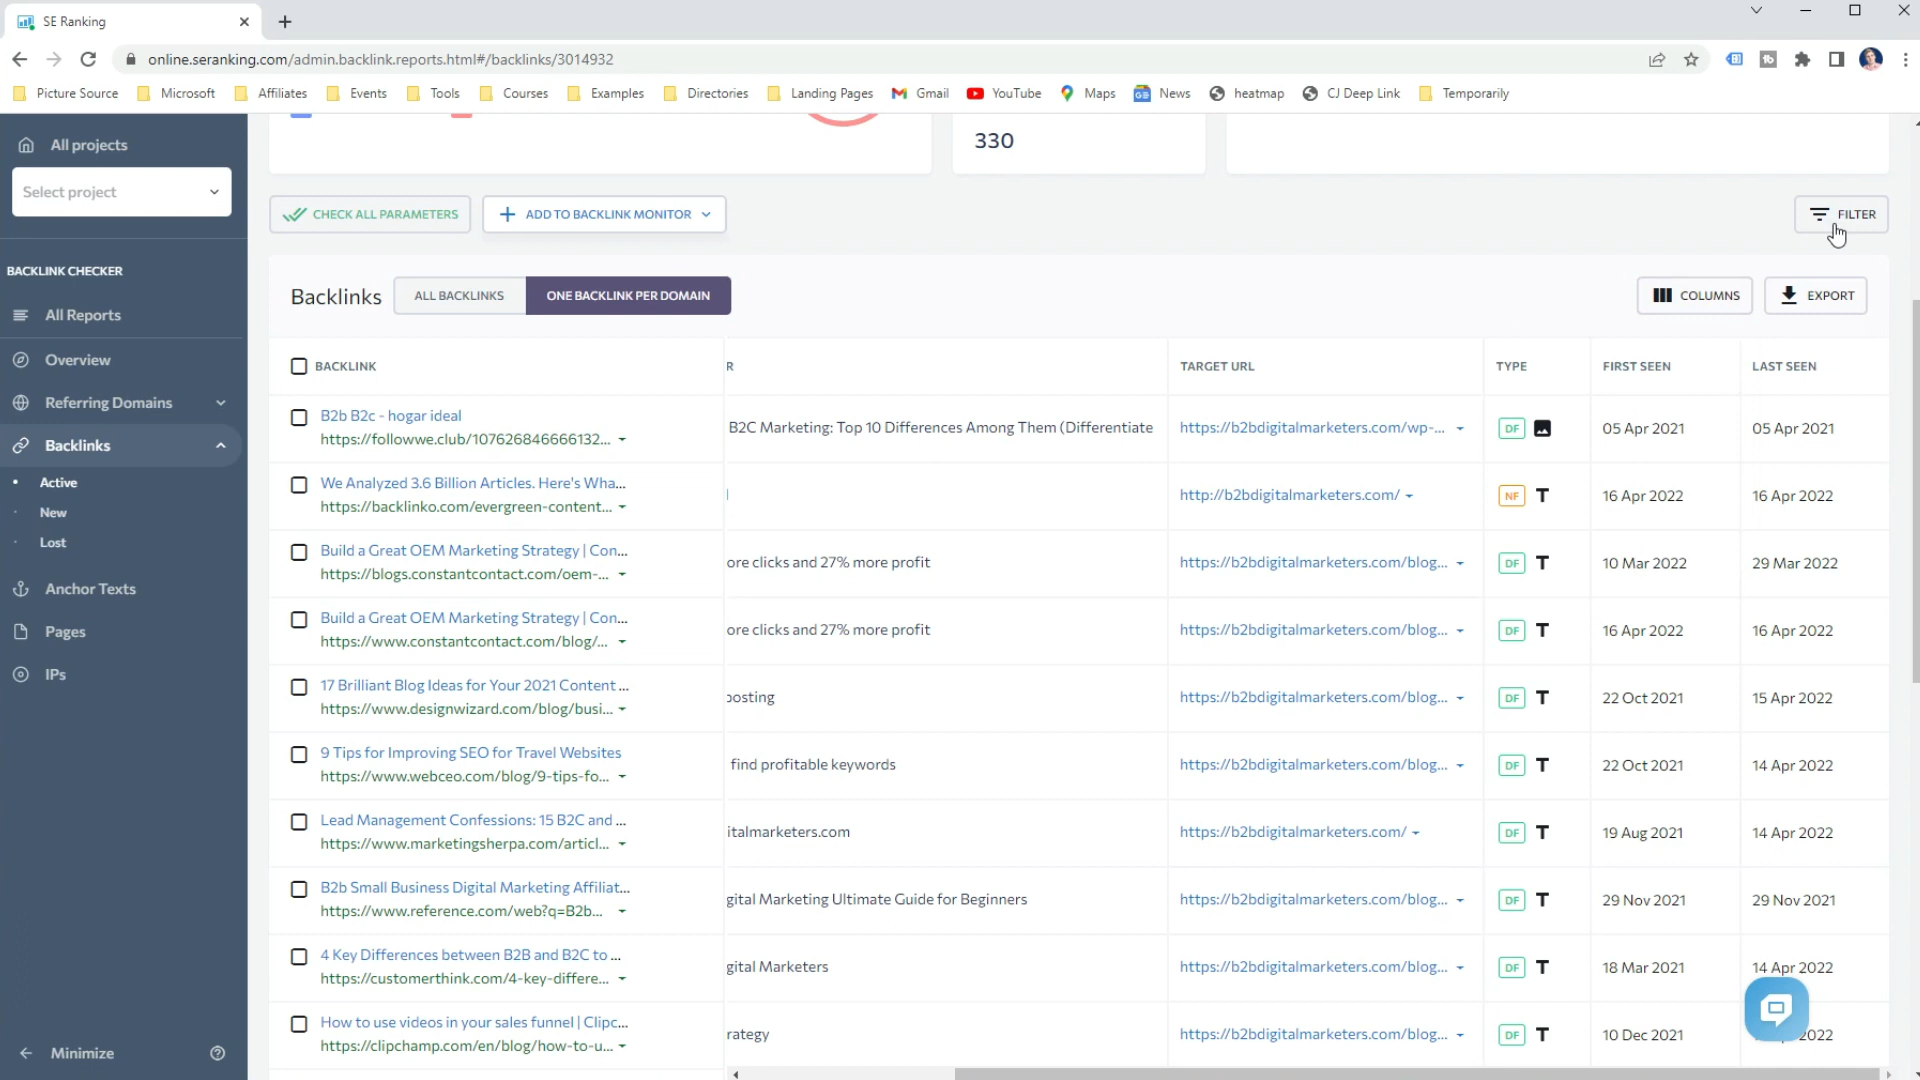 SE Ranking
online.seranking.com/admin.backlink.reports.html#/backlinks/3014932
Picture Source
Microsoft
Affiliates
Events
Tools
Courses
Examples
Directories
Landing Pages
Gmail
YouTube
Maps
News
heatmap
CJ Deep Link
Temporarily
All projects
Select project
BACKLINK CHECKER
All Reports
Overview
Referring Domains
Backlinks
Active
New
Lost
Anchor Texts
Pages
IPs
Minimize
330
CHECK ALL PARAMETERS
ADD TO BACKLINK MONITOR
FILTER
Backlinks
ALL BACKLINKS
ONE BACKLINK PER DOMAIN
COLUMNS
EXPORT
BACKLINK
R
TARGET URL
TYPE
FIRST SEEN
LAST SEEN
B2b B2c - hogar ideal
https://followwe.club/107626846666132...
B2C Marketing: Top 10 Differences Among Them (Differentiate
https://b2bdigitalmarketers.com/wp-...
DF
05 Apr 2021
05 Apr 2021
We Analyzed 3.6 Billion Articles. Here's Wha...
https://backlinko.com/evergreen-content...
http://b2bdigitalmarketers.com/
NF T
16 Apr 2022
16 Apr 2022
Build a Great OEM Marketing Strategy | Con...
https://blogs.constantcontact.com/oem-...
ore clicks and 27% more profit
https://b2bdigitalmarketers.com/blog...
DF T
10 Mar 2022
29 Mar 2022
Build a Great OEM Marketing Strategy | Con...
https://www.constantcontact.com/blog/...
ore clicks and 27% more profit
https://b2bdigitalmarketers.com/blog...
DF T
16 Apr 2022
16 Apr 2022
17 Brilliant Blog Ideas for Your 2021 Content ...
https://www.designwizard.com/blog/busi...
posting
https://b2bdigitalmarketers.com/blog...
DF T
22 Oct 2021
15 Apr 2022
9 Tips for Improving SEO for Travel Websites
https://www.webceo.com/blog/9-tips-fo...
find profitable keywords
https://b2bdigitalmarketers.com/blog...
DF T
22 Oct 2021
14 Apr 2022
Lead Management Confessions: 15 B2C and ...
https://www.marketingsherpa.com/articl...
italmarketers.com
https://b2bdigitalmarketers.com/
DF T
19 Aug 2021
14 Apr 2022
B2b Small Business Digital Marketing Affiliat...
https://www.reference.com/web?q=B2b...
gital Marketing Ultimate Guide for Beginners
https://b2bdigitalmarketers.com/blog...
DF T
29 Nov 2021
29 Nov 2021
4 Key Differences between B2B and B2C to ...
https://customerthink.com/4-key-differe...
gital Marketers
https://b2bdigitalmarketers.com/blog...
DF T
18 Mar 2021
14 Apr 2022
How to use videos in your sales funnel | Clipc...
https://clipchamp.com/en/blog/how-to-u...
rategy
https://b2bdigitalmarketers.com/blog...
DF T
10 Dec 2021
2022